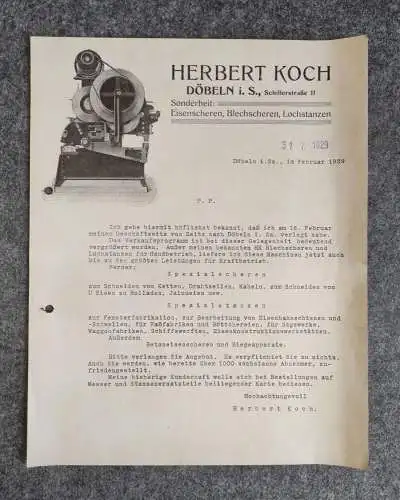 HERBERT KOCH
DÖBELN i. S., Schillerstraße 11
Sonderheit:
Eisenscheren, Blechscheren, Lochstanzen
31 7 1929
Döbeln i.Sa., im Februar 1929
P. P.
Ich gebe hiermit höflichst bekannt, daß ich am 15. Februar
meinen Geschäftssitz von Zeitz nach Döbeln i. Sa. verlegt habe.
Das Verkaufsprogramm ist bei dieser Gelegenheit bedeutend
vergrößert worden. Außer meinen bekannten HK Blechscheren und
Lochstanzen für Handbetrieb, liefere ich diese Maschinen jetzt auch
bis zu den größten Leistungen für Kraftbetrieb.
Ferner:
Spezialscheren
zum Schneiden von Ketten, Drahtseilen, Kabeln, zum Schneiden von
U Eisen zu Rolladen, Jalousien usw.
Spezialstanzen
zur Fensterfabrikation, zur Bearbeitung von Eisenbahnschienen und
-Schwellen, für Faßfabriken und Böttchereien, für Sägewerke,
Waggonfabriken, Schiffswerften, Eisenkonstruktionswerkstätten.
Außerdem
Betoneisenscheren und Biegeapparate.
Bitte verlangen Sie Angebot. Es verpflichtet Sie zu nichts.
Auch Sie werden, wie bereits über 1000 sächsische Abnehmer, zu-
friedengestellt.
Meine bisherige Kundschaft wolle sich bei Bestellungen auf
Messer und Stanzenersatzteile beiliegender Karte bedienen.
Hochachtungsvoll
Herbert Koch.